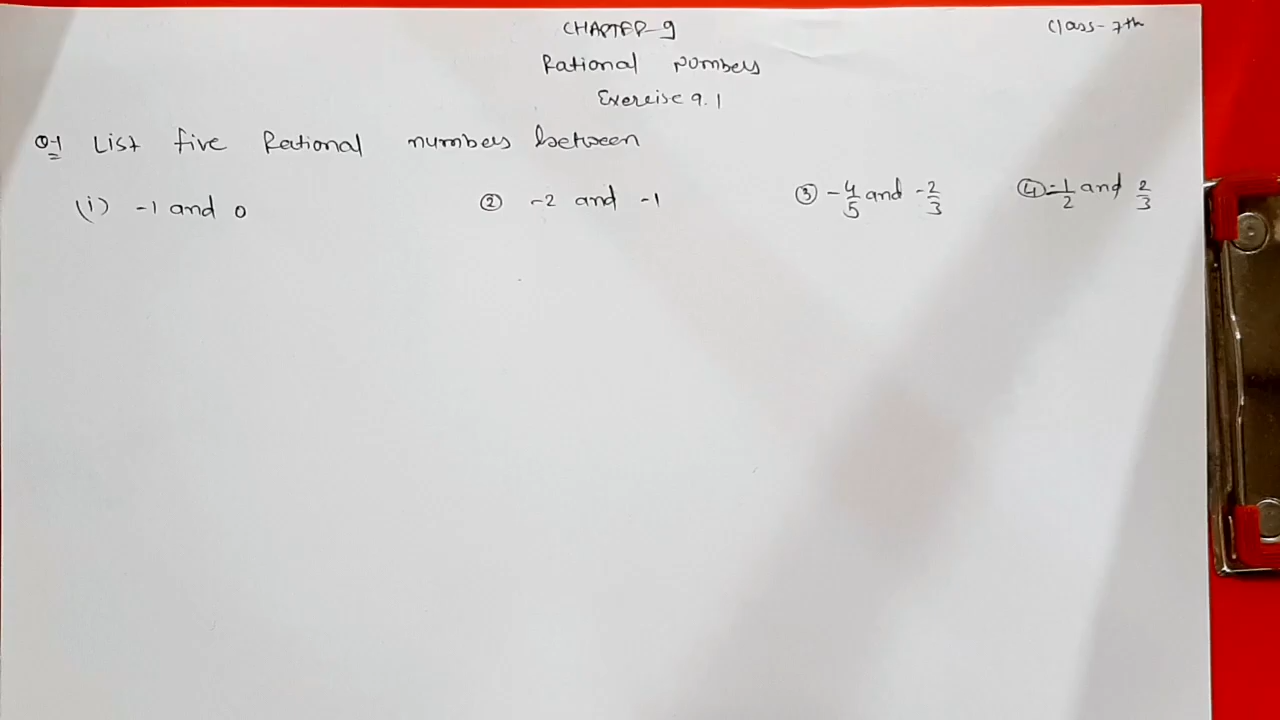 CHAPTER-9
Class-7th
Rational numbers
Exercise 9.1
Q-1 List five Rational numbers between
(i) -1 and 0 ② -2 and -1 ③ -4/5 and -2/3 ④ -1/2 and 2/3